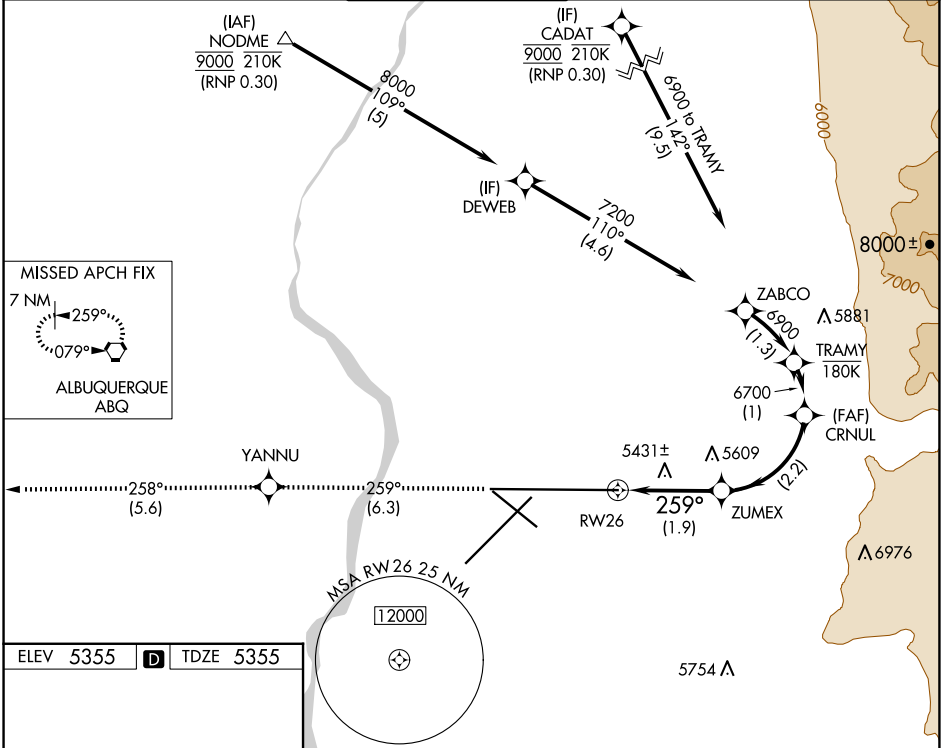 (IAF)
NODME
9000 210K
(RNP 0.30)
(IF)
CADAT
9000 210K
(RNP 0.30)
8000
109°
(5)
6900 to TRAMY
142°
(9.5)
6000
(IF)
DEWEB
7200
110°
(4.6)
8000±
7000
MISSED APCH FIX
7 NM
259°
079°
ALBUQUERQUE
ABQ
ZABCO
6900
(1.3)
5881
TRAMY
180K
6700
(1)
(FAF)
CRNUL
(2.2)
YANNU
5431±
5609
258°
(5.6)
259°
(6.3)
RW26
259°
(1.9)
ZUMEX
6976
MSA RW26 25 NM
12000
5754
ELEV 5355 D TDZE 5355